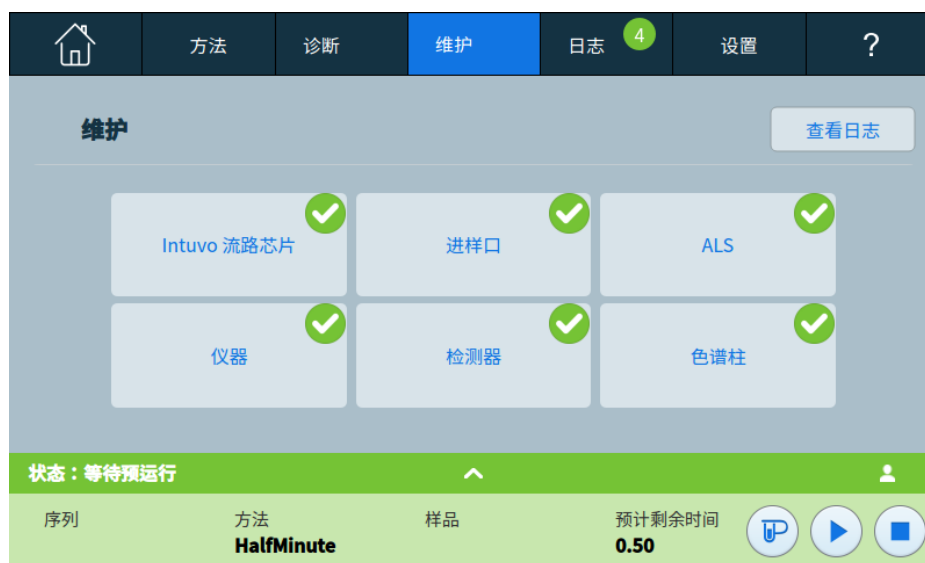 方法 诊断 维护 日志 4 设置 ?
维护 查看日志
Intuvo 流路芯片 进样口 ALS
仪器 检测器 色谱柱
状态：等待预运行
序列 方法 样品 预计剩余时间
HalfMinute 0.50